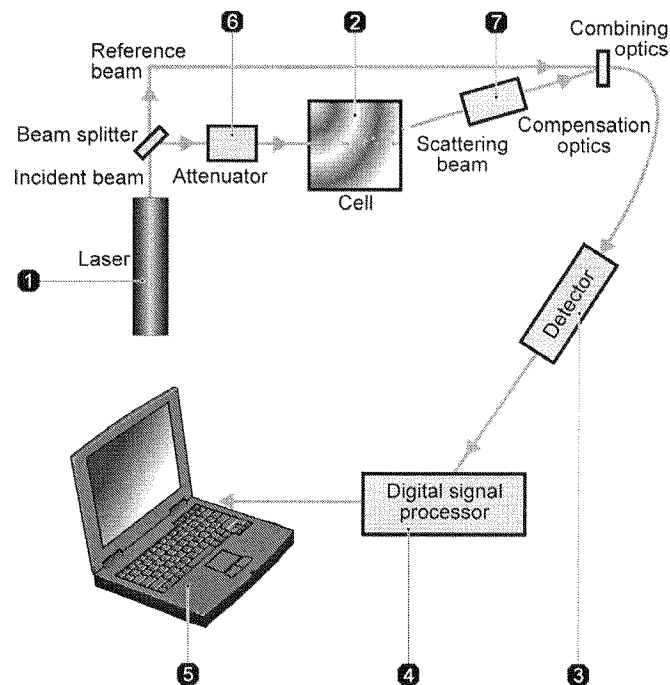 6
2
7
Combining
optics
Reference
beam
Beam splitter
Incident beam
Attenuator
Cell
Scattering
beam
Compensation
optics
1
Laser
Detector
Digital signal
processor
5
4
3